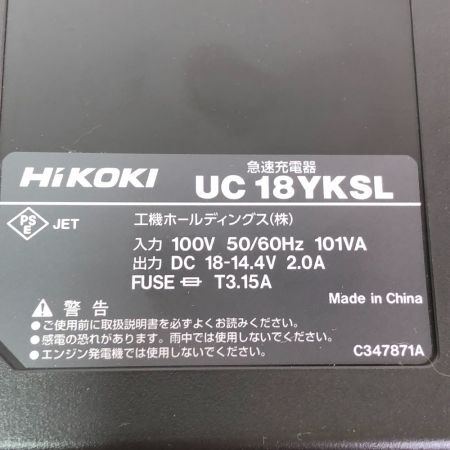 HiKOKI
急速充電器
UC 18YKSL
PSE JET
工機ホールディングス(株)
入力 100V 50/60Hz 101VA
出力 DC 18-14.4V 2.0A
FUSE T3.15A
Made in China
警告
●ご使用前に取扱説明書を必ずよくお読みください。
●感電の恐れがあります。雨中では使用しないでください。
●エンジン発電機では使用しないでください。
C347871A